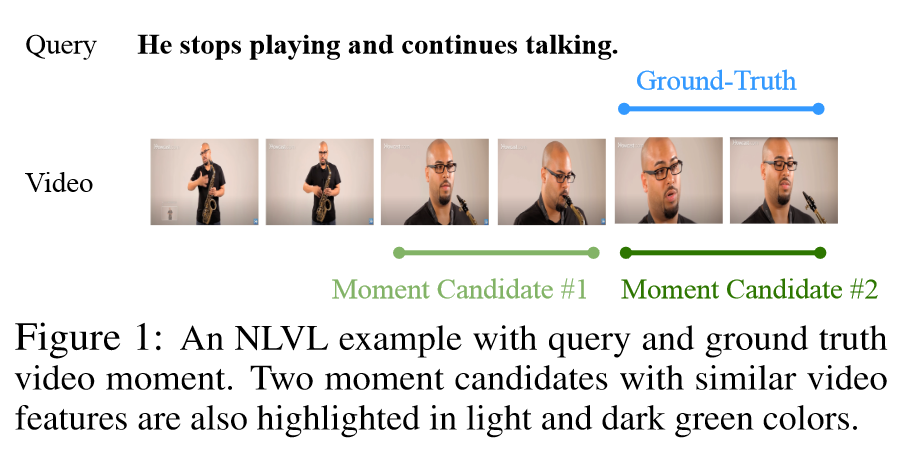 Query He stops playing and continues talking.
Ground-Truth
Video
Moment Candidate #1 Moment Candidate #2
Figure 1: An NLVL example with query and ground truth
video moment. Two moment candidates with similar video
features are also highlighted in light and dark green colors.